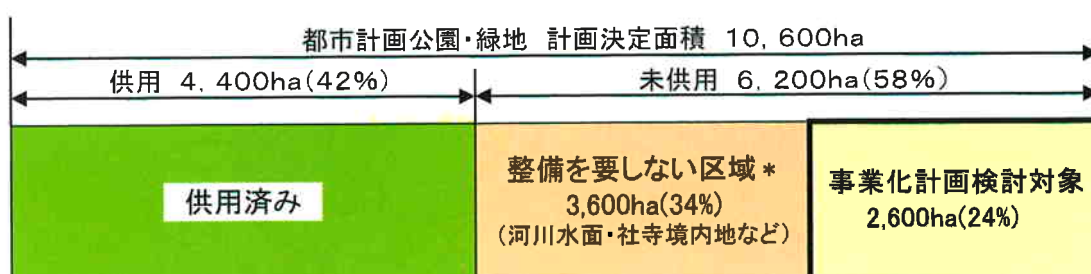 都市計画公園・緑地 計画決定面積 10,600ha
供用 4,400ha(42%)
未供用 6,200ha(58%)
供用済み
整備を要しない区域*
3,600ha(34%)
(河川水面・社寺境内地など)
事業化計画検討対象
2,600ha(24%)